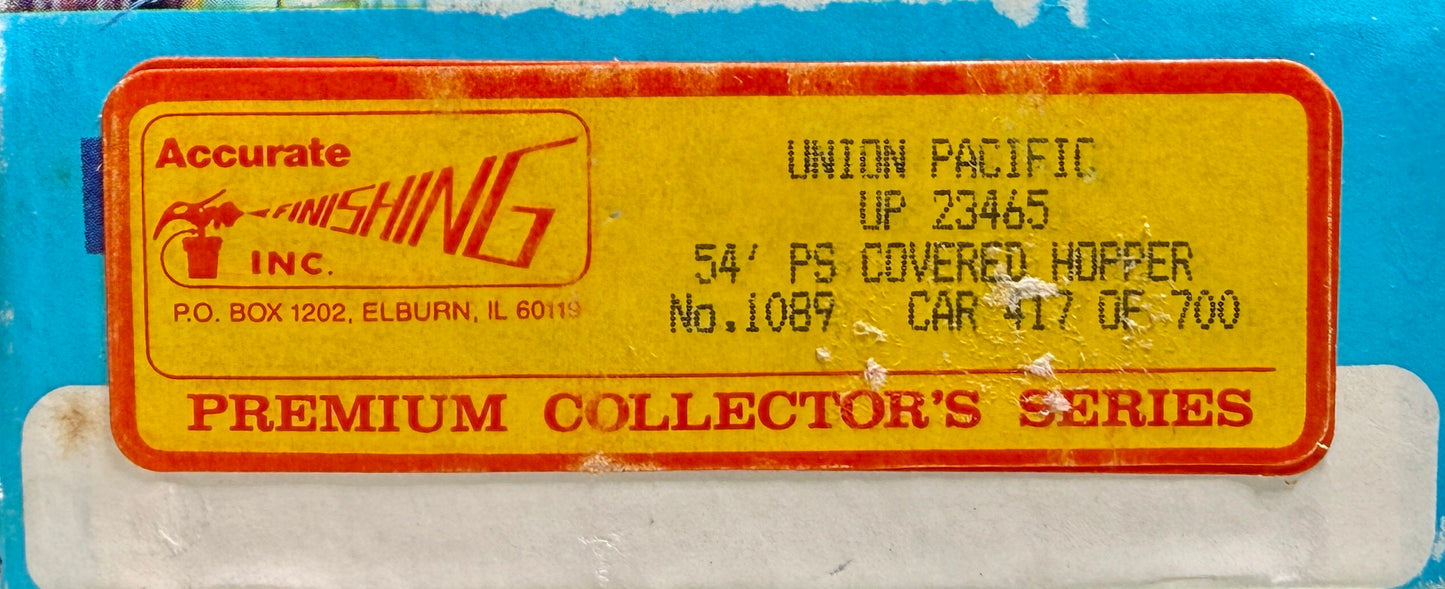 Accurate
FINISHING
INC.
P.O. BOX 1202, ELBURN, IL 60119
UNION PACIFIC
UP 23465
54' PS COVERED HOPPER
No.1089 CAR 417 OF 700
PREMIUM COLLECTOR'S SERIES